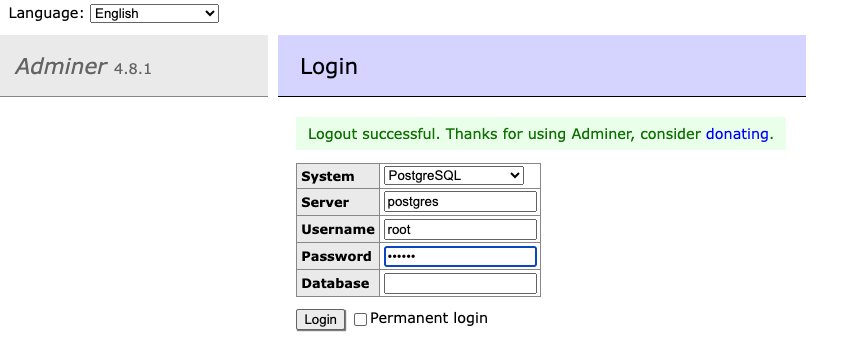 Language: English
Adminer 4.8.1
Login
Logout successful. Thanks for using Adminer, consider donating.
System PostgreSQL
Server postgres
Username root
Password ••••••
Database
Login Permanent login